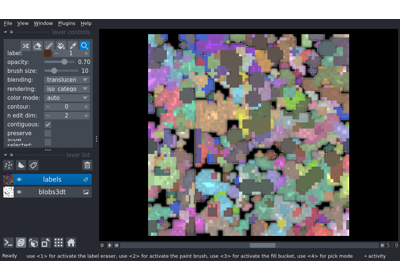 File View Window Plugins Help
layer controls
label: 1
opacity: 0.70
brush size: 10
blending: translucen
rendering: iso_catego
color mode: auto
contour: 0
n edit dim: 2
contiguous:
preserve
show
selected:
layer list
labels
blobs3dt
Ready use <1> for activate the label eraser, use <2> for activate the paint brush, use <3> for activate the fill bucket, use <4> for pick mode activity